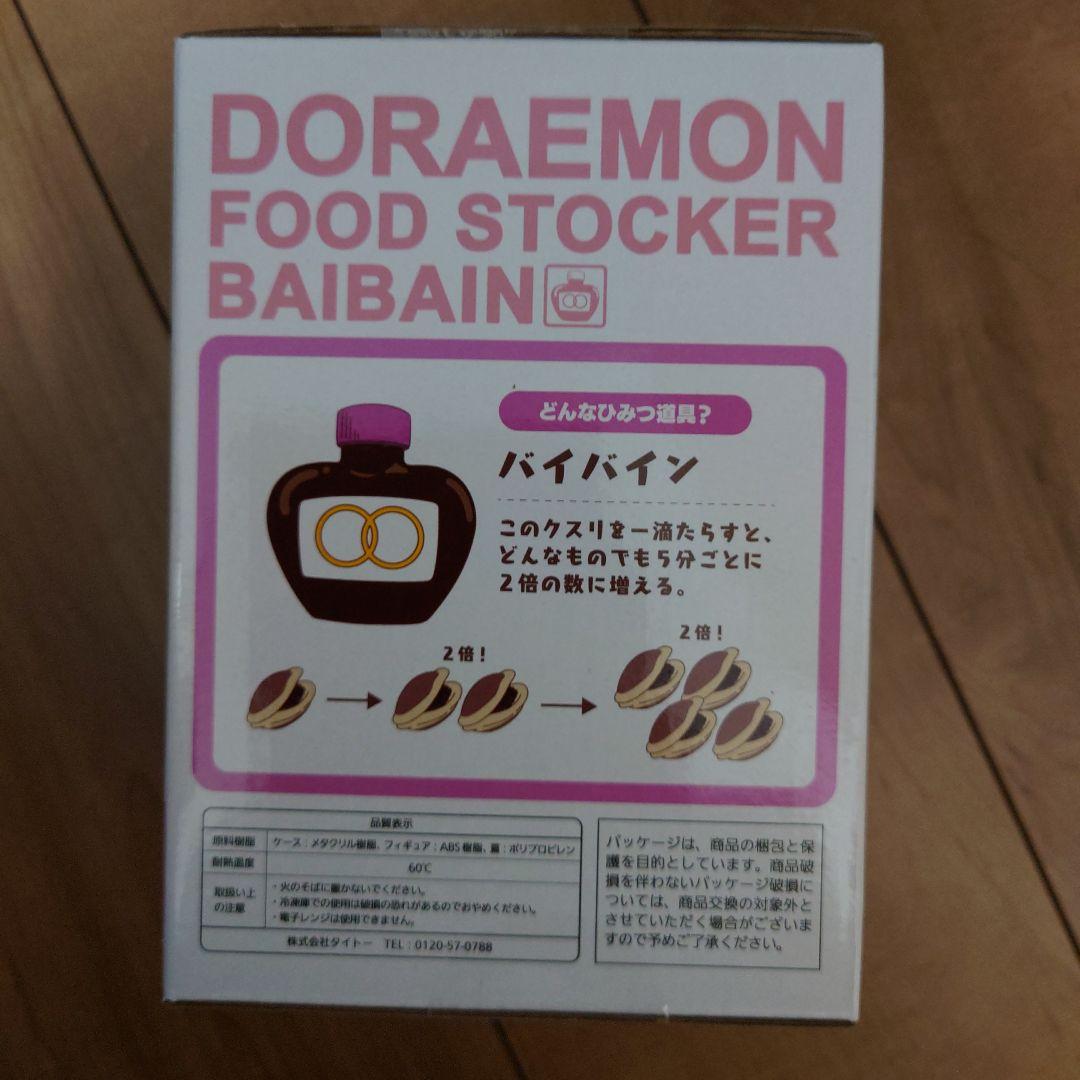 DORAEMON
FOOD STOCKER
BAIBAIN
どんなひみつ道具?
バイバイン
このクスリを一滴たらすと、
どんなものでも5分ごとに
2倍の数に増える。
2倍!
2倍!
品質表示
原料樹脂 ケース:メタクリル樹脂、フィギュア:ABS樹脂、蓋:ポリプロピレン
耐熱温度 60℃
取扱い上の注意
・火のそばに置かないでください。
・冷凍庫での使用は破損の恐れがあるのでおやめください。
・電子レンジは使用できません。
株式会社タイトー TEL:0120-57-0788
パッケージは、商品の梱包と保
護を目的としています。商品破
損を伴わないパッケージ破損に
ついては、商品交換の対象外と
させていただく場合がございま
すので予めご了承ください。